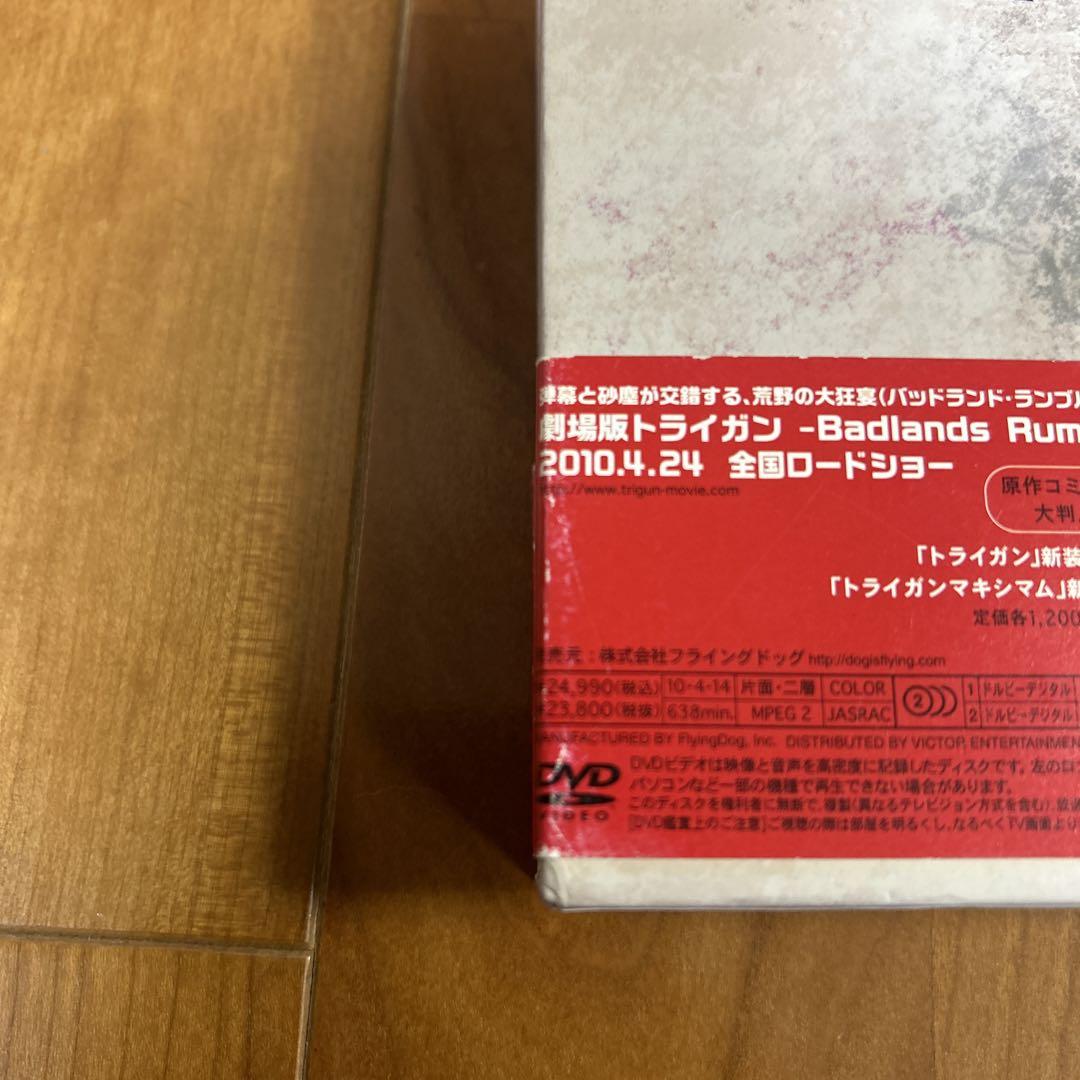 弾幕と砂塵が交錯する、荒野の大狂宴(バッドランド・ランブル
劇場版トライガン -Badlands Rum
2010.4.24 全国ロードショー
http://www.trigun-movie.com
原作コミ
大判
「トライガン」新装
「トライガンマキシマム」新
定価各1,200
発売元:株式会社フライングドッグ http://dogisflying.com
¥24,990(税込) 10・4・14 片面・二層 COLOR 2 1 ドルビーデジタル
¥23,800(税抜) 638min. MPEG 2 JASRAC 2 ドルビーデジタル
MANUFACTURED BY FlyingDog, Inc. DISTRIBUTED BY VICTOR ENTERTAINMEN
DVD VIDEO
DVDビデオは映像と音声を高密度に記録したディスクです。左のロ
パソコンなど一部の機種で再生できない場合があります。
このディスクを権利者に無断で、複製(異なるテレビジョン方式を含む)、放送
[DVD鑑賞上のご注意]ご視聴の際は部屋を明るくし、なるべくTV画面より